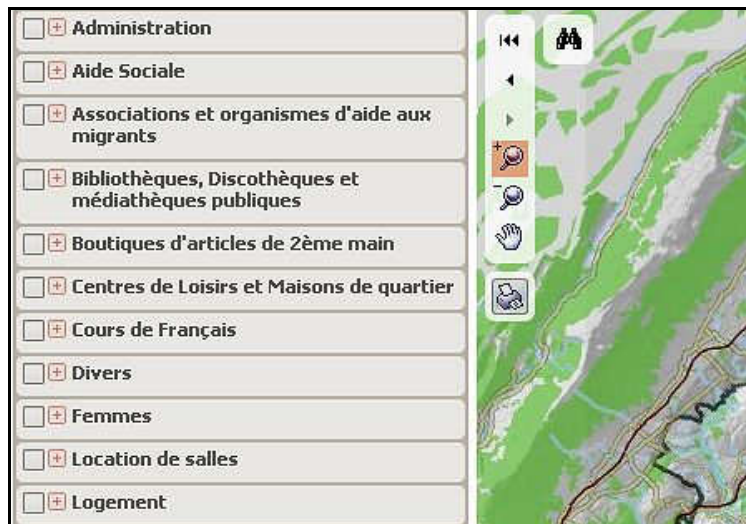 Administration
Aide Sociale
Associations et organismes d'aide aux
migrants
Bibliothèques, Discothèques et
médiathèques publiques
Boutiques d'articles de 2ème main
Centres de Loisirs et Maisons de quartier
Cours de Français
Divers
Femmes
Location de salles
Logement